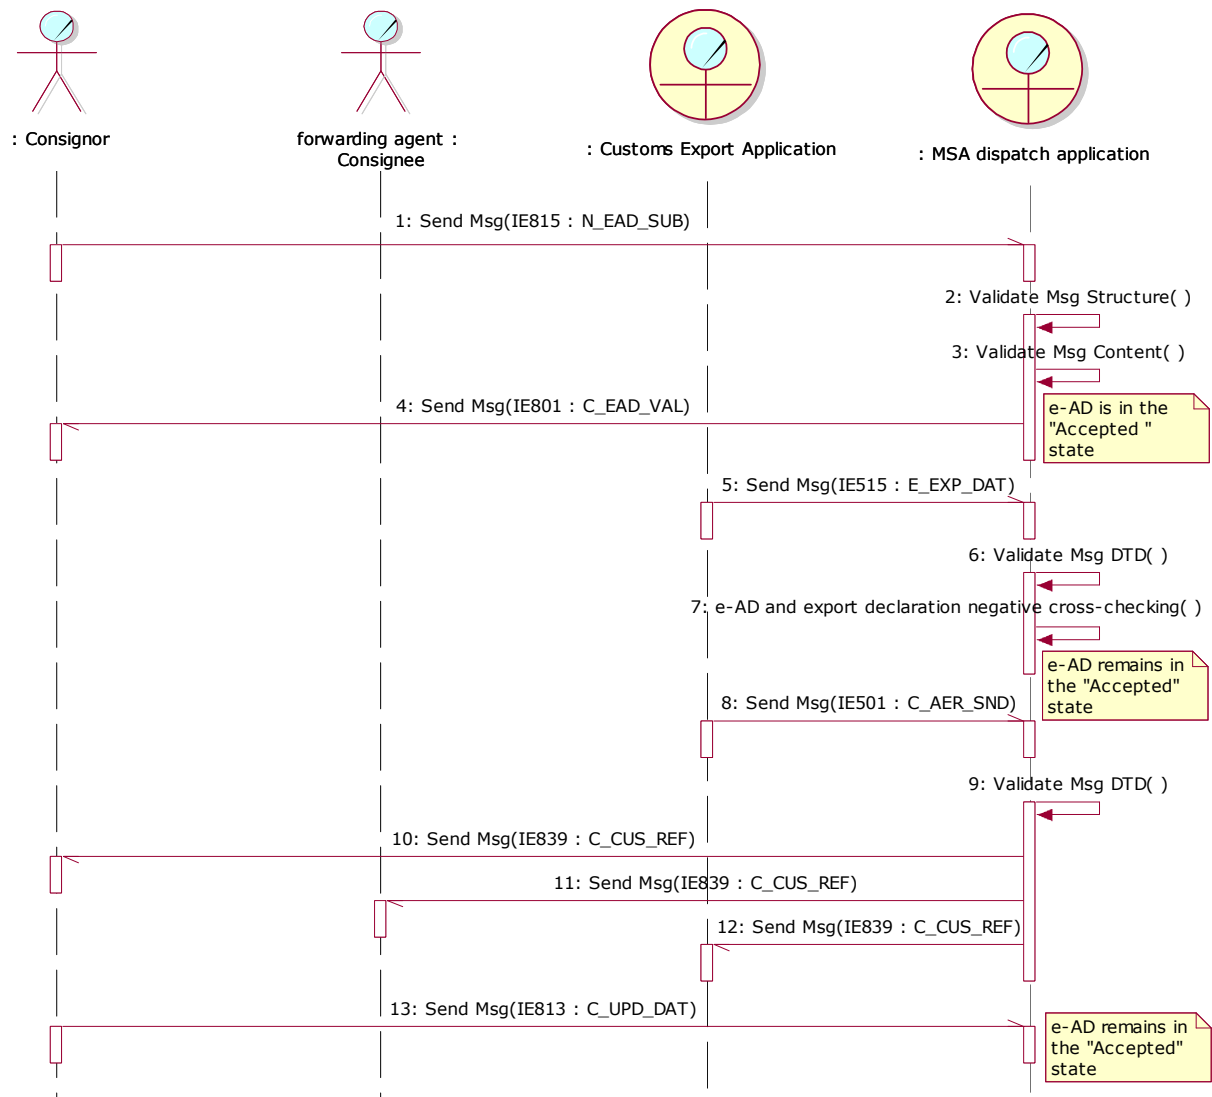 : Consignor
forwarding agent :
Consignee
: Customs Export Application
: MSA dispatch application
1: Send Msg(IE815 : N_EAD_SUB)
2: Validate Msg Structure( )
3: Validate Msg Content( )
4: Send Msg(IE801 : C_EAD_VAL)
e-AD is in the
"Accepted "
state
5: Send Msg(IE515 : E_EXP_DAT)
6: Validate Msg DTD( )
7: e-AD and export declaration negative cross-checking( )
e-AD remains in
the "Accepted"
state
8: Send Msg(IE501 : C_AER_SND)
9: Validate Msg DTD( )
10: Send Msg(IE839 : C_CUS_REF)
11: Send Msg(IE839 : C_CUS_REF)
12: Send Msg(IE839 : C_CUS_REF)
13: Send Msg(IE813 : C_UPD_DAT)
e-AD remains in
the "Accepted"
state